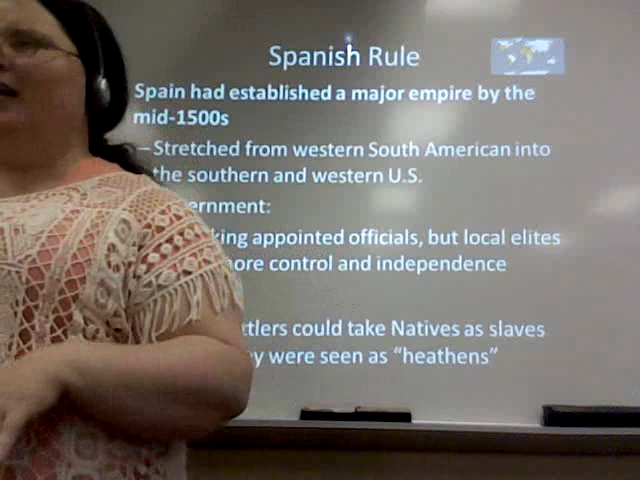 Spanish Rule
Spain had established a major empire by the
mid-1500s
– Stretched from western South American into
the southern and western U.S.
ernment:
king appointed officials, but local elites
ore control and independence
tlers could take Natives as slaves
ey were seen as "heathens"